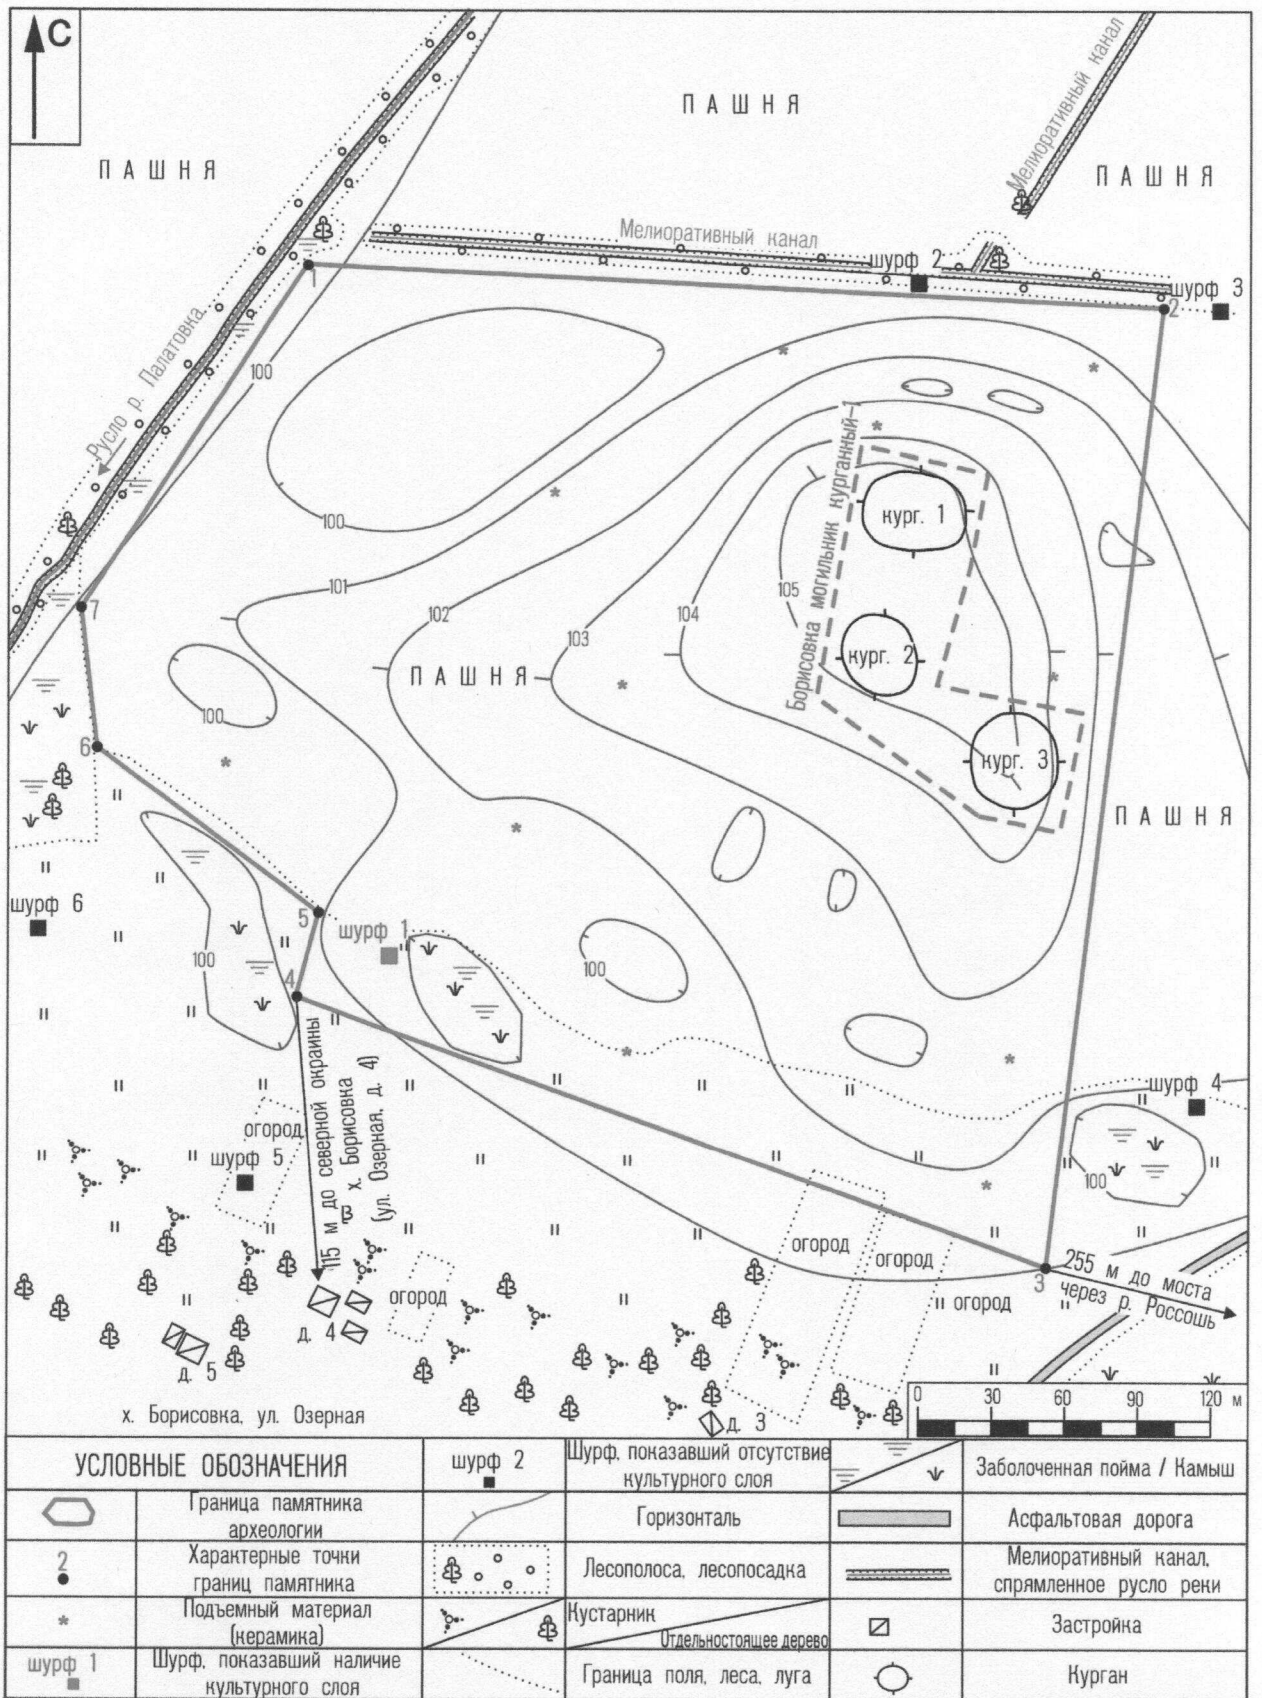 С
ПАШНЯ
ПАШНЯ
ПАШНЯ
Мелиоративный канал
Мелиоративный канал
шурф 2
шурф 3
1
2
Русло р. Палатовка
100
100
101
102
103
104
105
Борисовка могильник курганный-1
кург. 1
кург. 2
кург. 3
ПАШНЯ
ПАШНЯ
7
6
100
шурф 6
5
шурф 1
100
4
100
шурф 4
100
огород
шурф 5
115 м до северной окраины
х. Борисовка
(ул. Озерная, д. 4)
огород
огород
огород
огород
3
255 м до моста
через р. Россошь
д. 4
д. 5
д. 3
х. Борисовка, ул. Озерная
0 30 60 90 120 м
УСЛОВНЫЕ ОБОЗНАЧЕНИЯ
Граница памятника
археологии
2
Характерные точки
границ памятника
Подъемный материал
(керамика)
шурф 1
Шурф, показавший наличие
культурного слоя
шурф 2
Шурф, показавший отсутствие
культурного слоя
Горизонталь
Лесополоса, лесопосадка
Кустарник
Отдельностоящее дерево
Граница поля, леса, луга
Заболоченная пойма / Камыш
Асфальтовая дорога
Мелиоративный канал,
спрямленное русло реки
Застройка
Курган